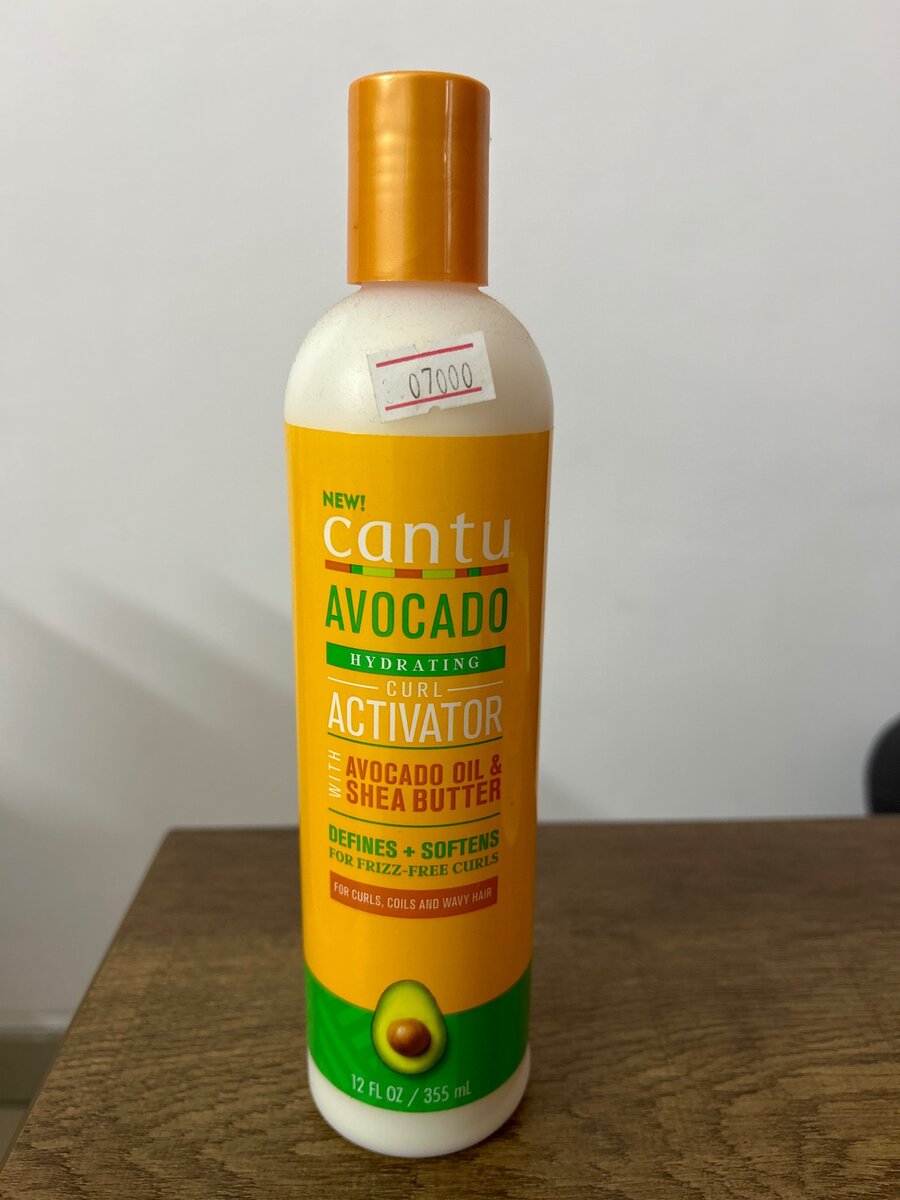 07000
NEW!
cantu
AVOCADO
HYDRATING
CURL
ACTIVATOR
WITH
AVOCADO OIL &
SHEA BUTTER
DEFINES + SOFTENS
FOR FRIZZ-FREE CURLS
FOR CURLS, COILS AND WAVY HAIR
12 FL OZ / 355 mL